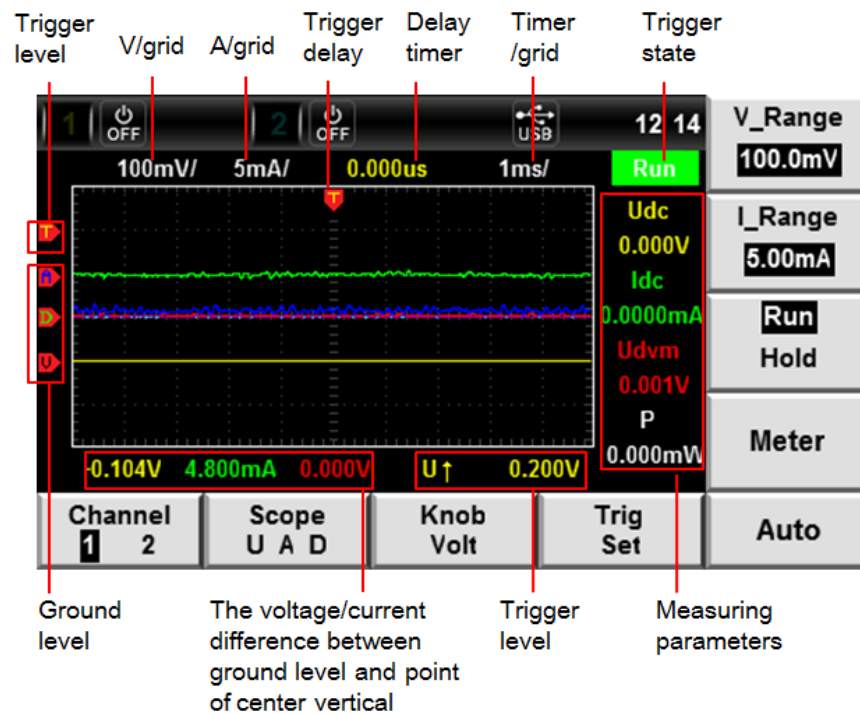 Trigger level
V/grid
A/grid
Trigger delay
Delay timer
Timer /grid
Trigger state
1 OFF 2 OFF USB 12 14
100mV/ 5mA/ 0.000us 1ms/ Run
T
T
A
D
U
Udc
0.000V
Idc
0.0000mA
Udvm
0.001V
P
0.000mW
-0.104V 4.800mA 0.000V U↑ 0.200V
V_Range
100.0mV
I_Range
5.00mA
Run
Hold
Meter
Auto
Channel
1 2
Scope
U A D
Knob
Volt
Trig
Set
Ground
level
The voltage/current
difference between
ground level and point
of center vertical
Trigger
level
Measuring
parameters